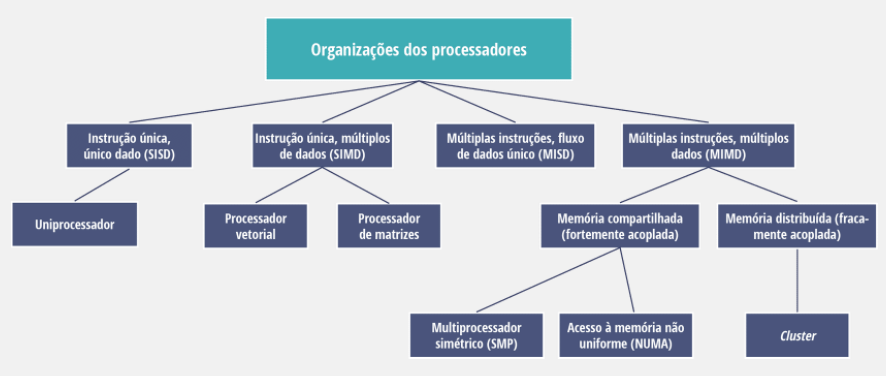 Organizações dos processadores
Instrução única,
único dado (SISD)
Instrução única, múltiplos
de dados (SIMD)
Múltiplas instruções, fluxo
de dados único (MISD)
Múltiplas instruções, múltiplos
dados (MIMD)
Uniprocessador
Processador
vetorial
Processador
de matrizes
Memória compartilhada
(fortemente acoplada)
Memória distribuída (fraca-
mente acoplada)
Multiprocessador
simétrico (SMP)
Acesso à memória não
uniforme (NUMA)
Cluster